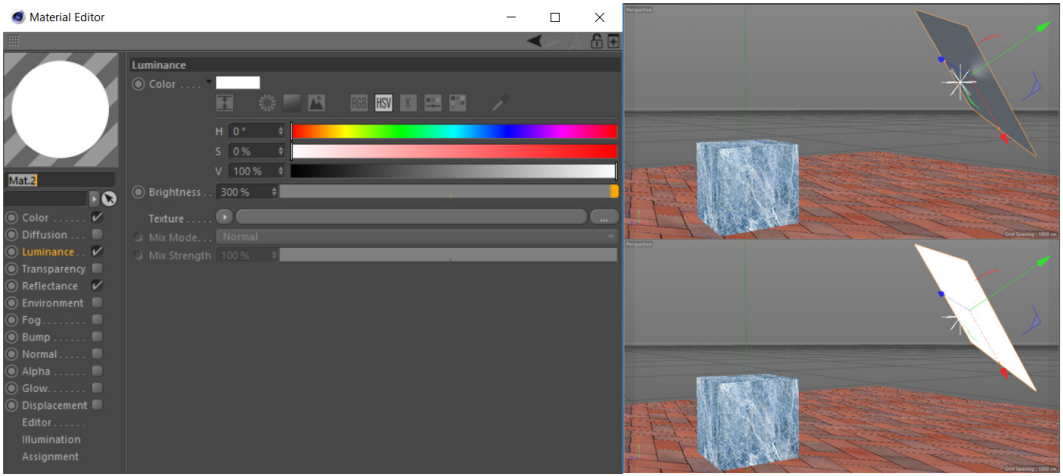 Material Editor
Luminance
Color . . . .
RGB HSV K
H 0 °
S 0 %
V 100 %
Brightness . . 300 %
Texture . . . . . ...
Mix Mode. . . Normal
Mix Strength 100 %
Mat.2
Color . . . . . .
Diffusion . . .
Luminance . .
Transparency
Reflectance
Environment
Fog. . . . . . . .
Bump . . . . .
Normal . . . . .
Alpha . . . . . .
Glow. . . . . . .
Displacement
Editor . . . . .
Illumination
Assignment
Perspective
Grid Spacing : 1000 cm
Perspective
Grid Spacing : 1000 cm